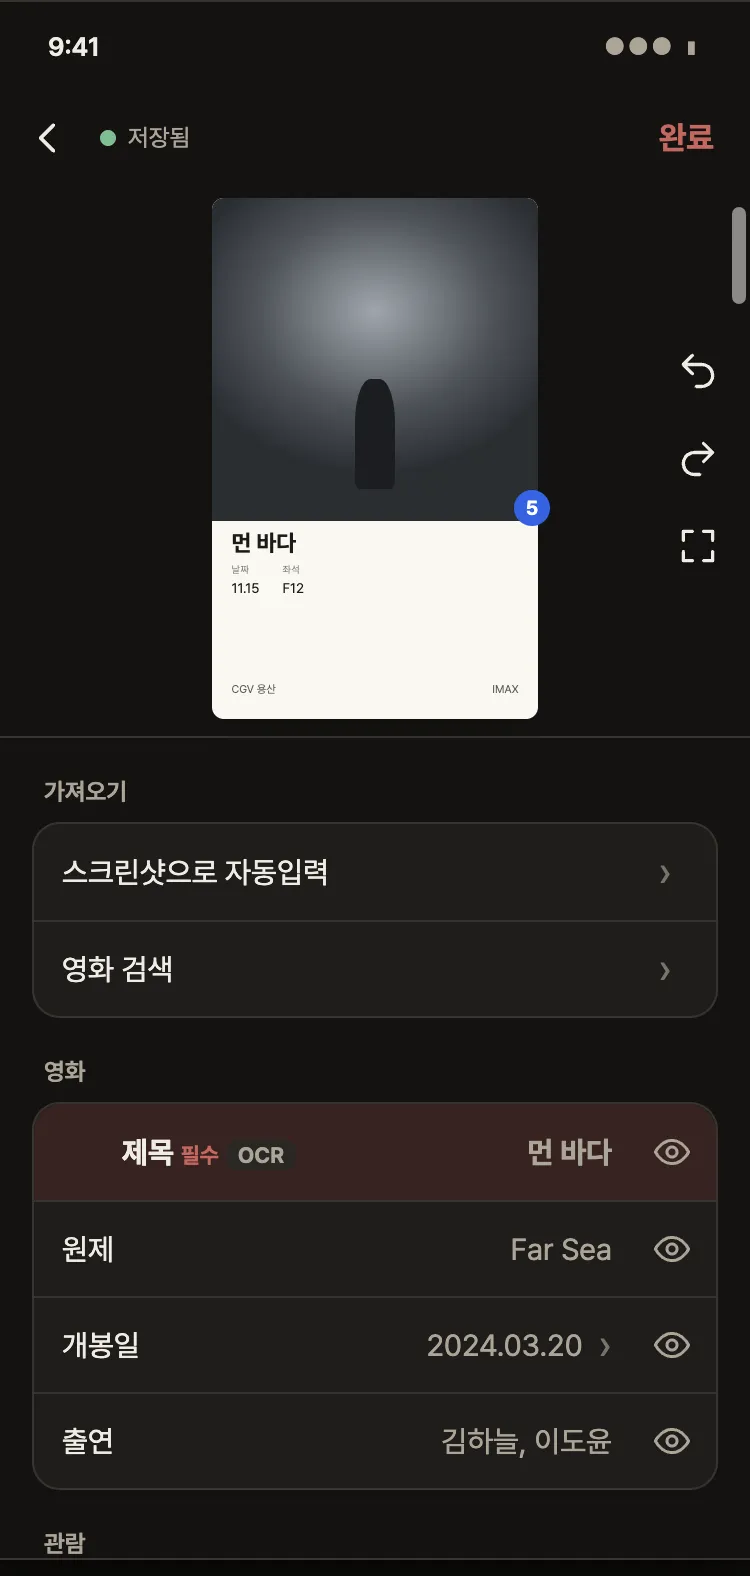 9:41
저장됨
완료
5
먼 바다
날짜 좌석
11.15 F12
CGV 용산 IMAX
가져오기
스크린샷으로 자동입력
영화 검색
영화
제목 필수 OCR 먼 바다
원제 Far Sea
개봉일 2024.03.20
출연 김하늘, 이도윤
관람